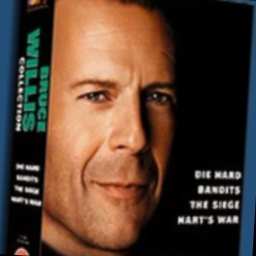 BRUCE
WILLIS
COLLECTION
DIE HARD
BANDITS
THE SIEGE
HART'S WAR
DIE HARD
BANDITS
THE SIEGE
HART'S WAR